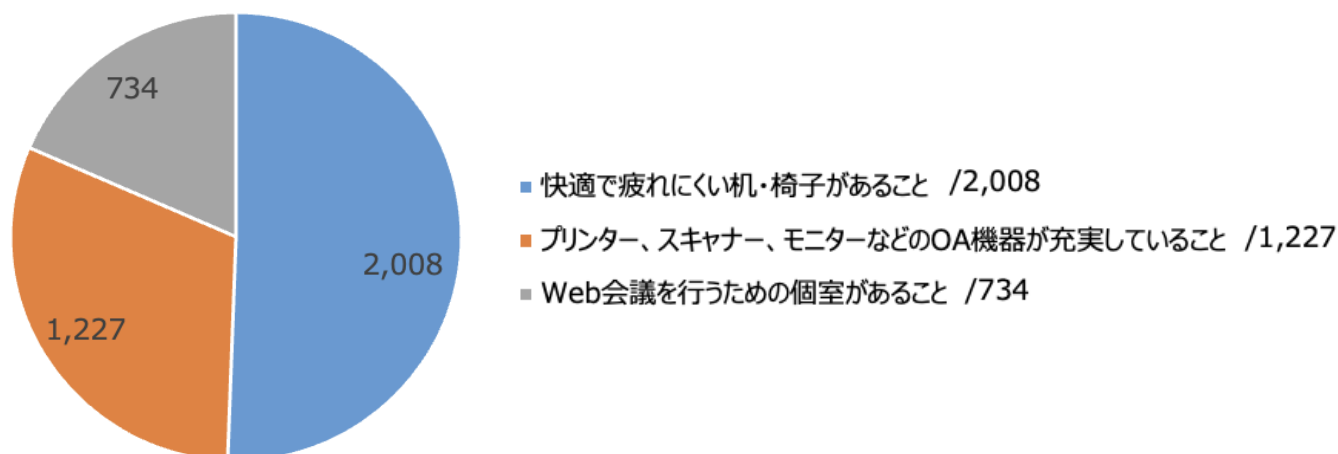 734
2,008
1,227
快適で疲れにくい机・椅子があること /2,008
プリンター、スキャナー、モニターなどのOA機器が充実していること /1,227
Web会議を行うための個室があること /734